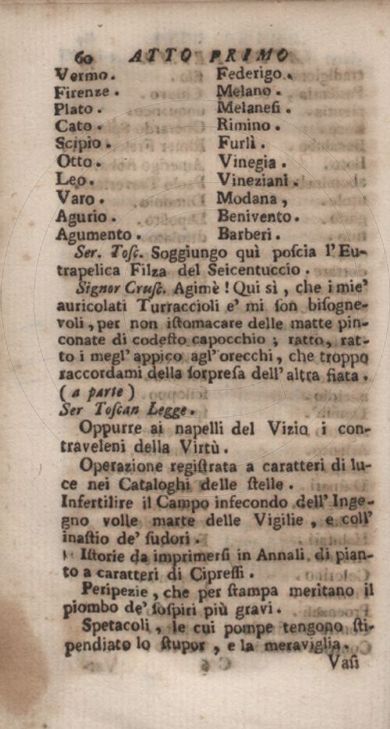 60 ATTO PRIMO
Vermo. Federigo.
Firenze. Melano.
Plato. Melanesi.
Cato. Rimino.
Scipio. Furlì.
Otto. Vinegia.
Leo. Vineziani.
Varo. Modana,
Agurio. Benivento.
Agumento. Barberi.
Ser. Tosc. Soggiungo quì poscia l'Eu-
trapelica Filza del Seicentuccio.
Signor Crusc. Agimè! Qui sì, che i mie'
auricolati Turraccioli e' mi son bisogne-
voli, per non istomacare delle matte pin-
conate di codesto capocchio; ratto, rat-
to i megl' appico agl'orecchi, che troppo
raccordami della sorpresa dell'altra fiata.
(a parte)
Ser Toscan Legge.
Oppurre ai napelli del Vizio i con-
traveleni della Virtù.
Operazione registrata a caratteri di lu-
ce nei Cataloghi delle stelle.
Infertilire il Campo infecondo dell'Inge-
gno volle marte delle Vigilie, e coll'
inastio de' sudori.
Istorie da imprimersi in Annali di pian-
to a caratteri di Cipressi.
Peripezie, che per stampa meritano il
piombo de' sospiri più gravi.
Spetacoli, le cui pompe tengono sti-
pendiato lo stupor, e la meraviglia.
Vasi